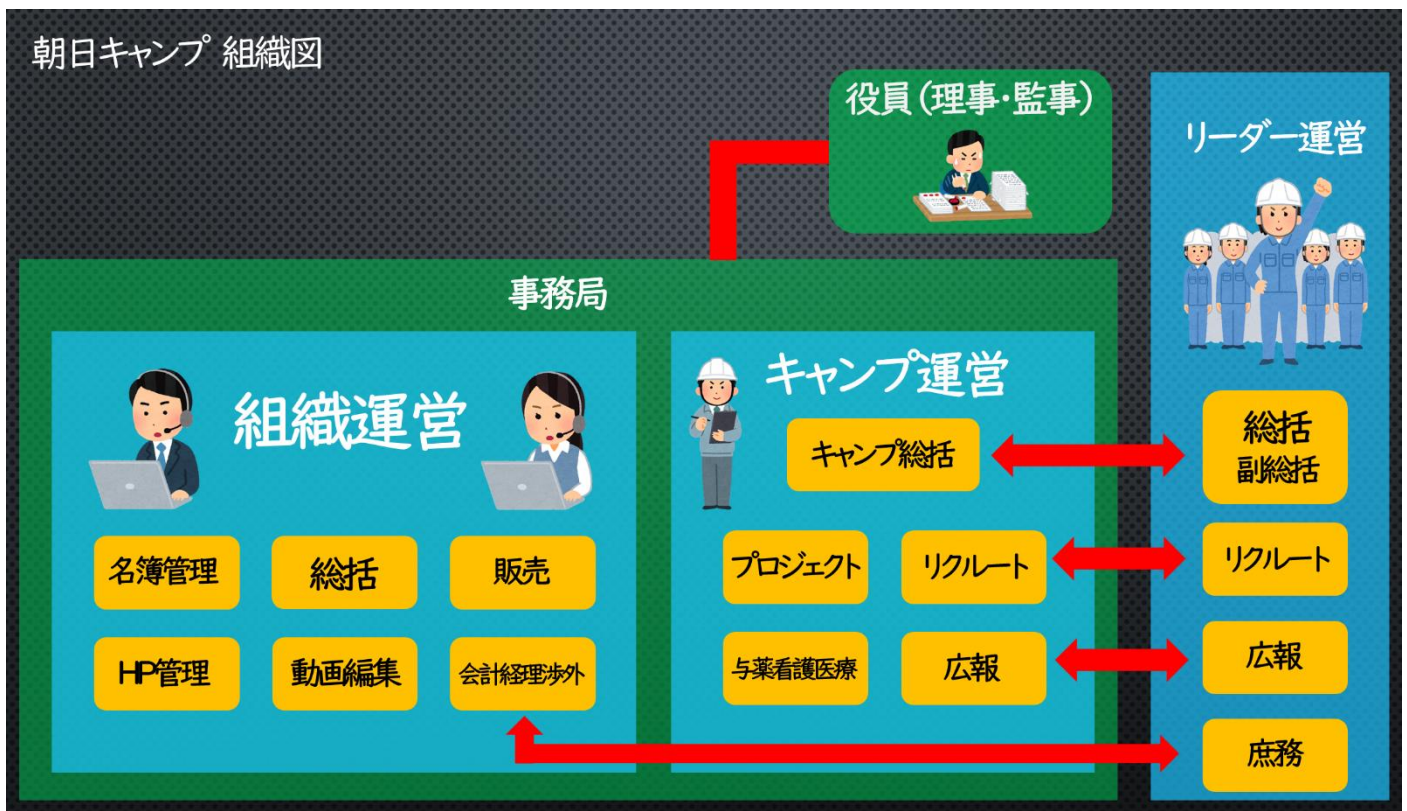 朝日キャンプ 組織図
役員(理事・監事)
リーダー運営
事務局
組織運営
キャンプ運営
キャンプ総括
総括
副総括
名簿管理
総括
販売
プロジェクト
リクルート
リクルート
HP管理
動画編集
会計経理渉外
与薬看護医療
広報
広報
庶務